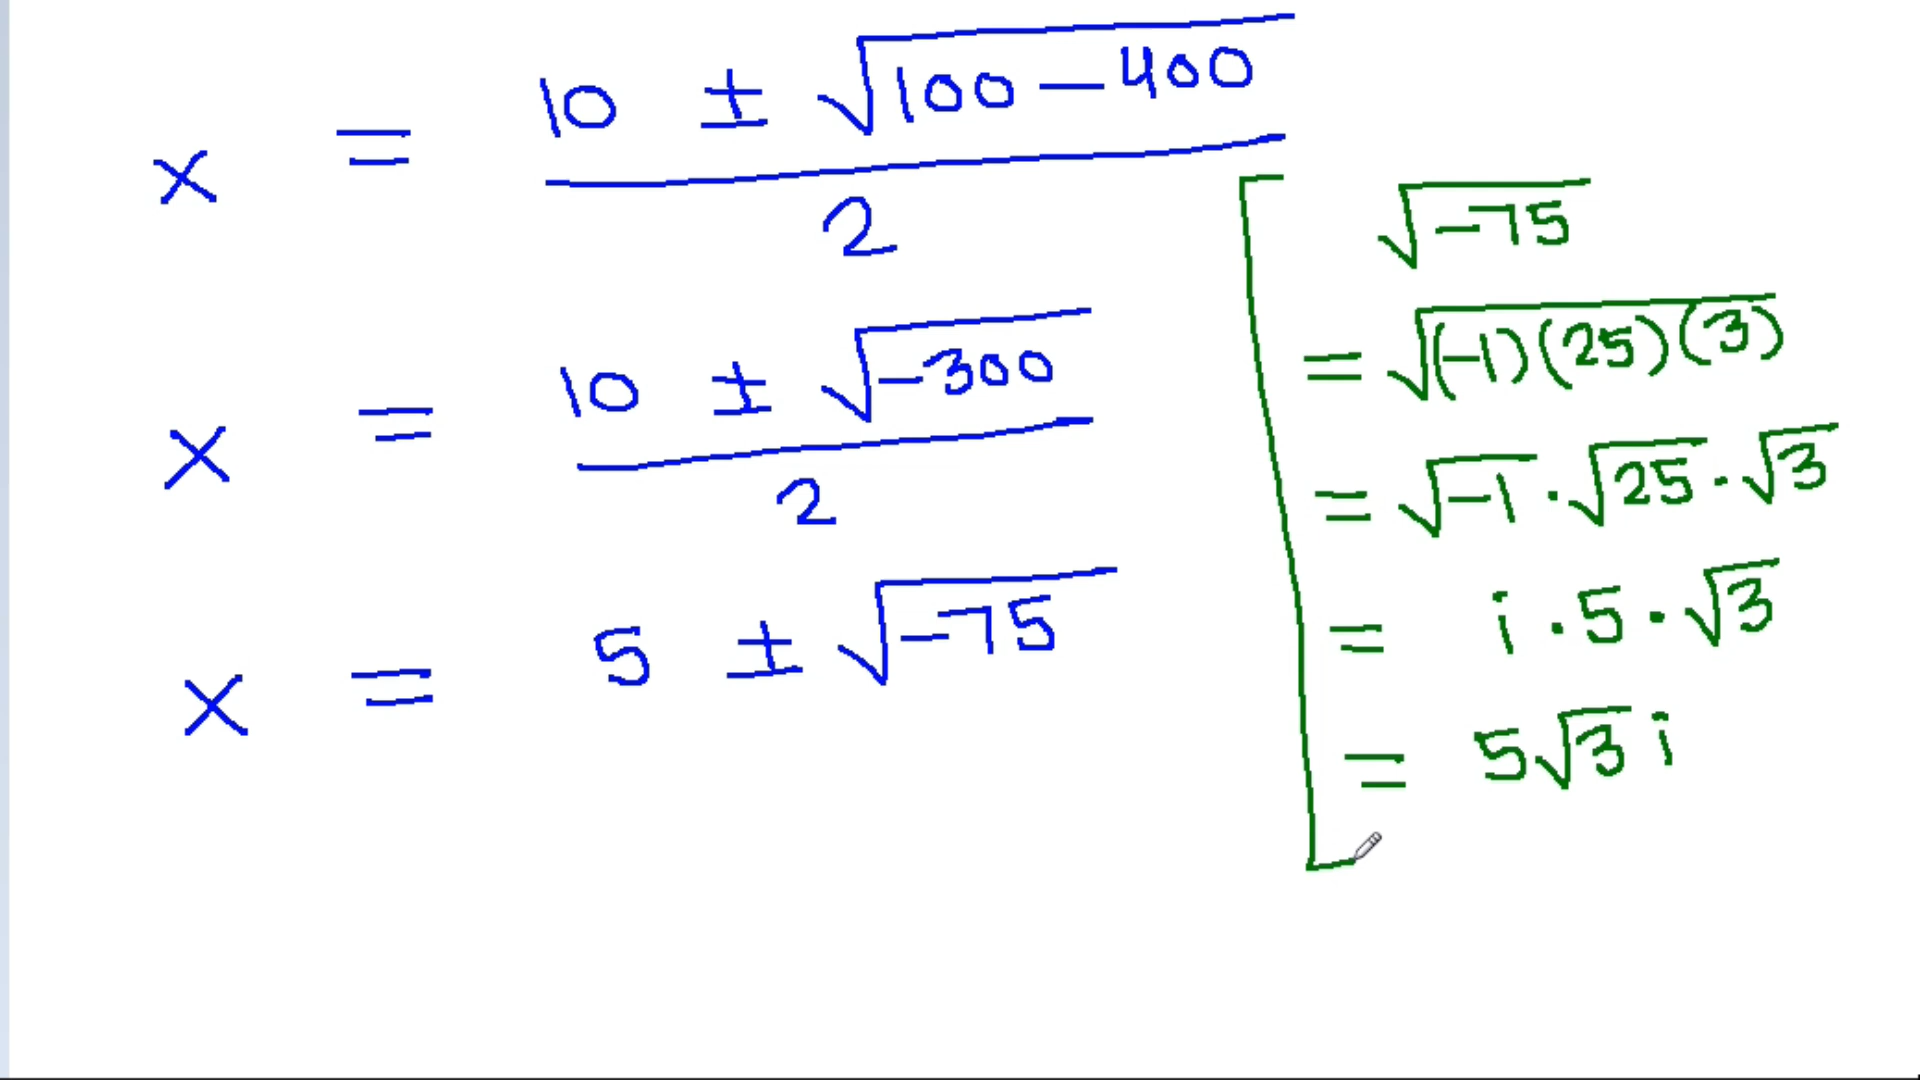 x = (10 ± √(100 – 400)) / 2
x = (10 ± √(–300)) / 2
x = 5 ± √(–75)
√(–75)
= √((–1)(25)(3))
= √(–1) · √25 · √3
= i · 5 · √3
= 5√3 i